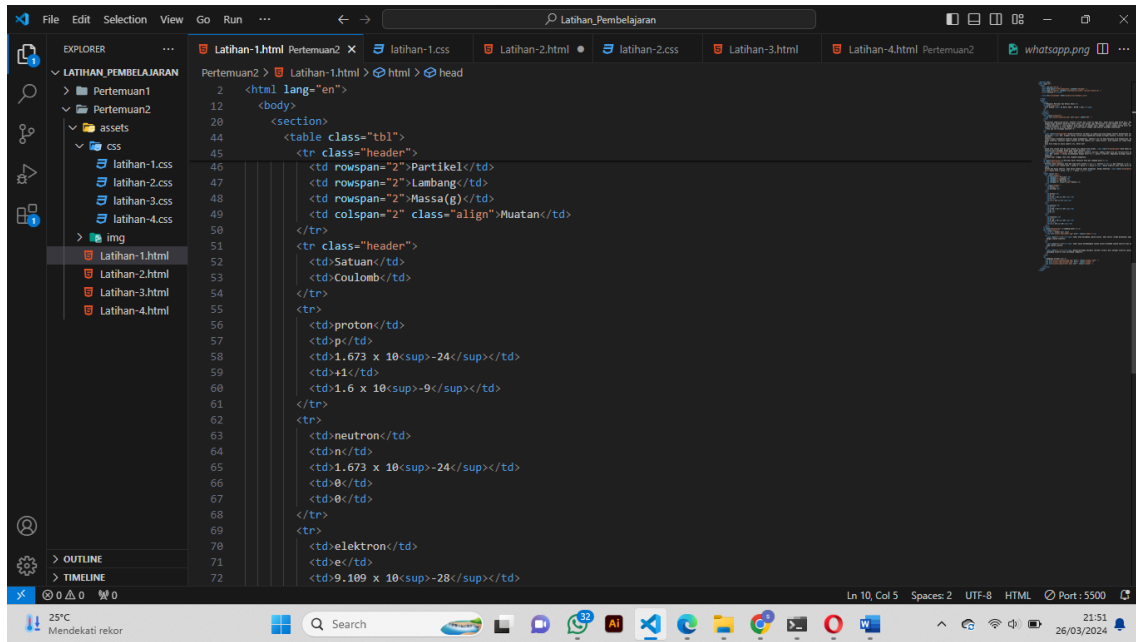 File Edit Selection View Go Run ··· Latihan_Pembelajaran
EXPLORER ···
LATIHAN_PEMBELAJARAN
Pertemuan1
Pertemuan2
assets
css
latihan-1.css
latihan-2.css
latihan-3.css
latihan-4.css
img
Latihan-1.html
Latihan-2.html
Latihan-3.html
Latihan-4.html
OUTLINE
TIMELINE
Latihan-1.html Pertemuan2 latihan-1.css Latihan-2.html latihan-2.css Latihan-3.html Latihan-4.html Pertemuan2 whatsapp.png ···
Pertemuan2 > Latihan-1.html > html > head
2 <html lang="en">
12 <body>
20 <section>
44 <table class="tbl">
45 <tr class="header">
46 <td rowspan="2">Partikel</td>
47 <td rowspan="2">Lambang</td>
48 <td rowspan="2">Massa(g)</td>
49 <td colspan="2" class="align">Muatan</td>
50 </tr>
51 <tr class="header">
52 <td>Satuan</td>
53 <td>Coulomb</td>
54 </tr>
55 <tr>
56 <td>proton</td>
57 <td>p</td>
58 <td>1.673 x 10<sup>-24</sup></td>
59 <td>+1</td>
60 <td>1.6 x 10<sup>-9</sup></td>
61 </tr>
62 <tr>
63 <td>neutron</td>
64 <td>n</td>
65 <td>1.673 x 10<sup>-24</sup></td>
66 <td>0</td>
67 <td>0</td>
68 </tr>
69 <tr>
70 <td>elektron</td>
71 <td>e</td>
72 <td>9.109 x 10<sup>-28</sup></td>
0 0 0 Ln 10, Col 5 Spaces: 2 UTF-8 HTML Port : 5500
25°C
Mendekati rekor
Search
32
Ai
21:51
26/03/2024